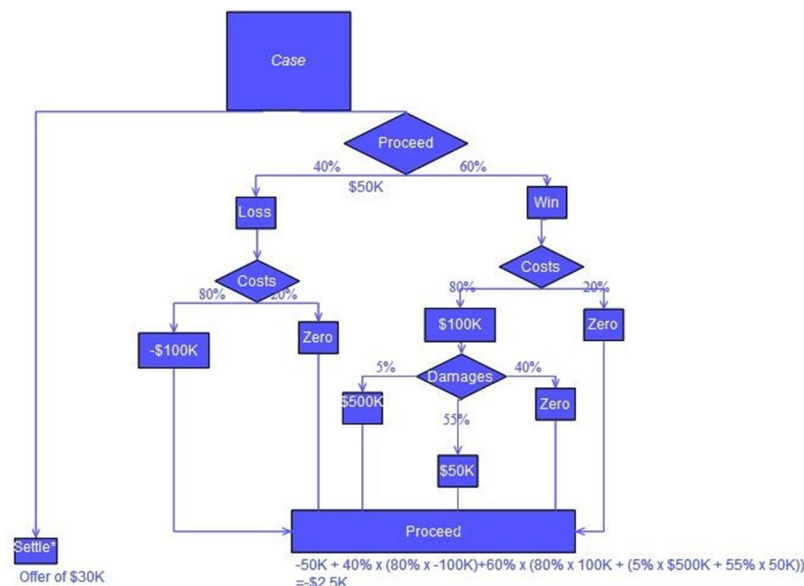 Case
Proceed
40%
60%
$50K
Loss
Win
Costs
Costs
80%
20%
80%
20%
-$100K
Zero
$100K
Zero
5%
Damages
40%
$500K
Zero
55%
$50K
Proceed
Settle*
Offer of $30K
-50K + 40% x (80% x -100K)+60% x (80% x 100K + (5% x $500K + 55% x 50K))
=-$2.5K